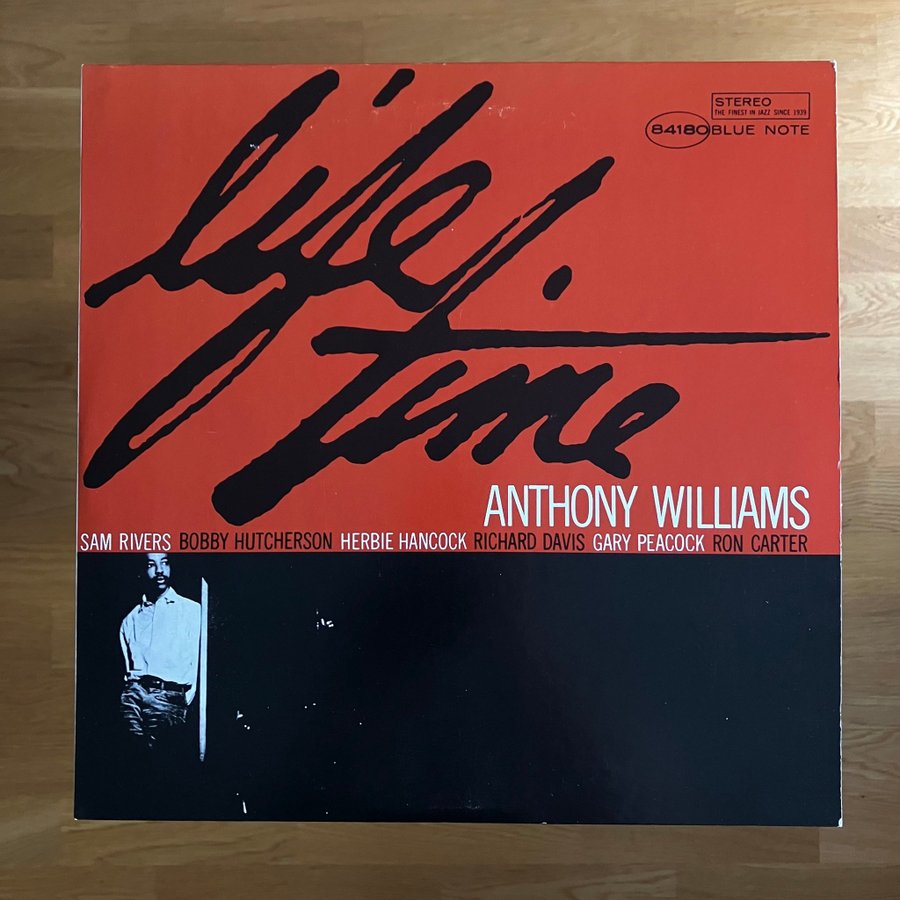 STEREO
THE FINEST IN JAZZ SINCE 1939
84180 BLUE NOTE
life
time
ANTHONY WILLIAMS
SAM RIVERS BOBBY HUTCHERSON HERBIE HANCOCK RICHARD DAVIS GARY PEACOCK RON CARTER